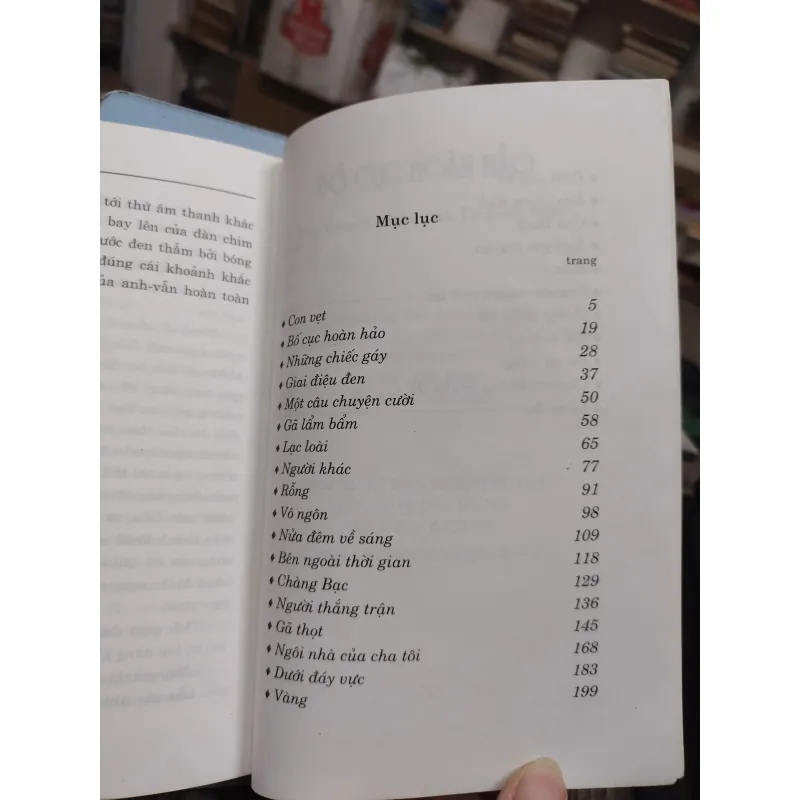 tới thứ âm thanh khác
bay lên của đàn chim
ước đen thẫm bởi bóng
đúng cái khoảnh khắc
ủa anh-vẫn hoàn toàn
Mục lục
trang
♦ Con vẹt 5
♦ Bố cục hoàn hảo 19
♦ Những chiếc gáy 28
♦ Giai điệu đen 37
♦ Một câu chuyện cười 50
♦ Gã lẩm bẩm 58
♦ Lạc loài 65
♦ Người khác 77
♦ Rỗng 91
♦ Vô ngôn 98
♦ Nửa đêm về sáng 109
♦ Bên ngoài thời gian 118
♦ Chàng Bạc 129
♦ Người thắng trận 136
♦ Gã thọt 145
♦ Ngôi nhà của cha tôi 168
♦ Dưới đáy vực 183
♦ Vàng 199